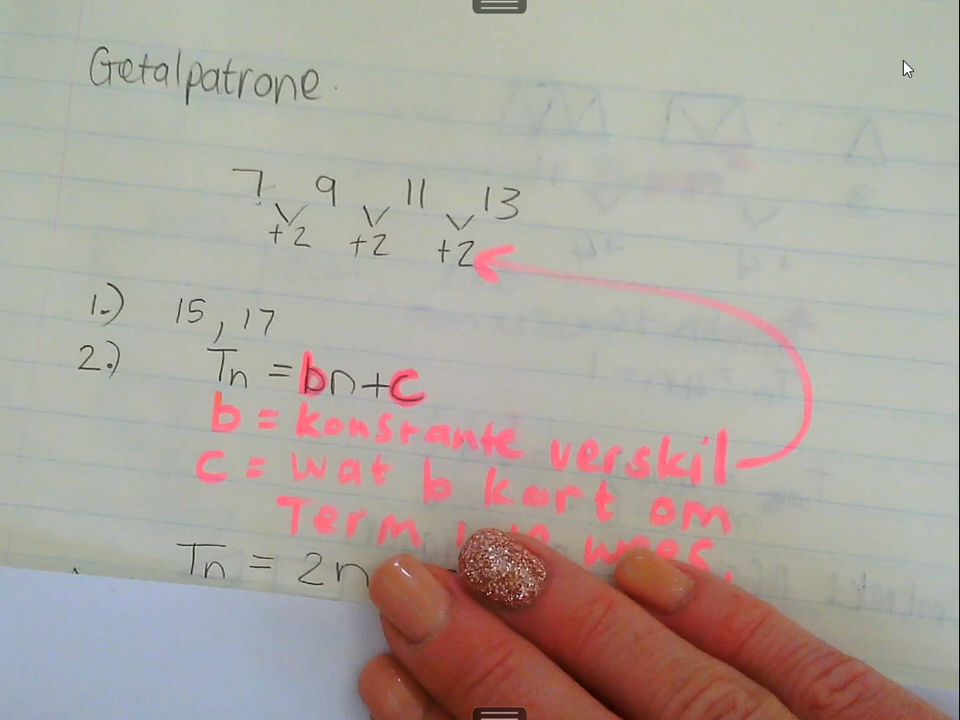 Getalpatrone.
7 9 11 13
+2 +2 +2
1.) 15, 17
2.) Tn = bn+c
b = konstante verskil
c = wat b kort om
Term wees.
Tn = 2n